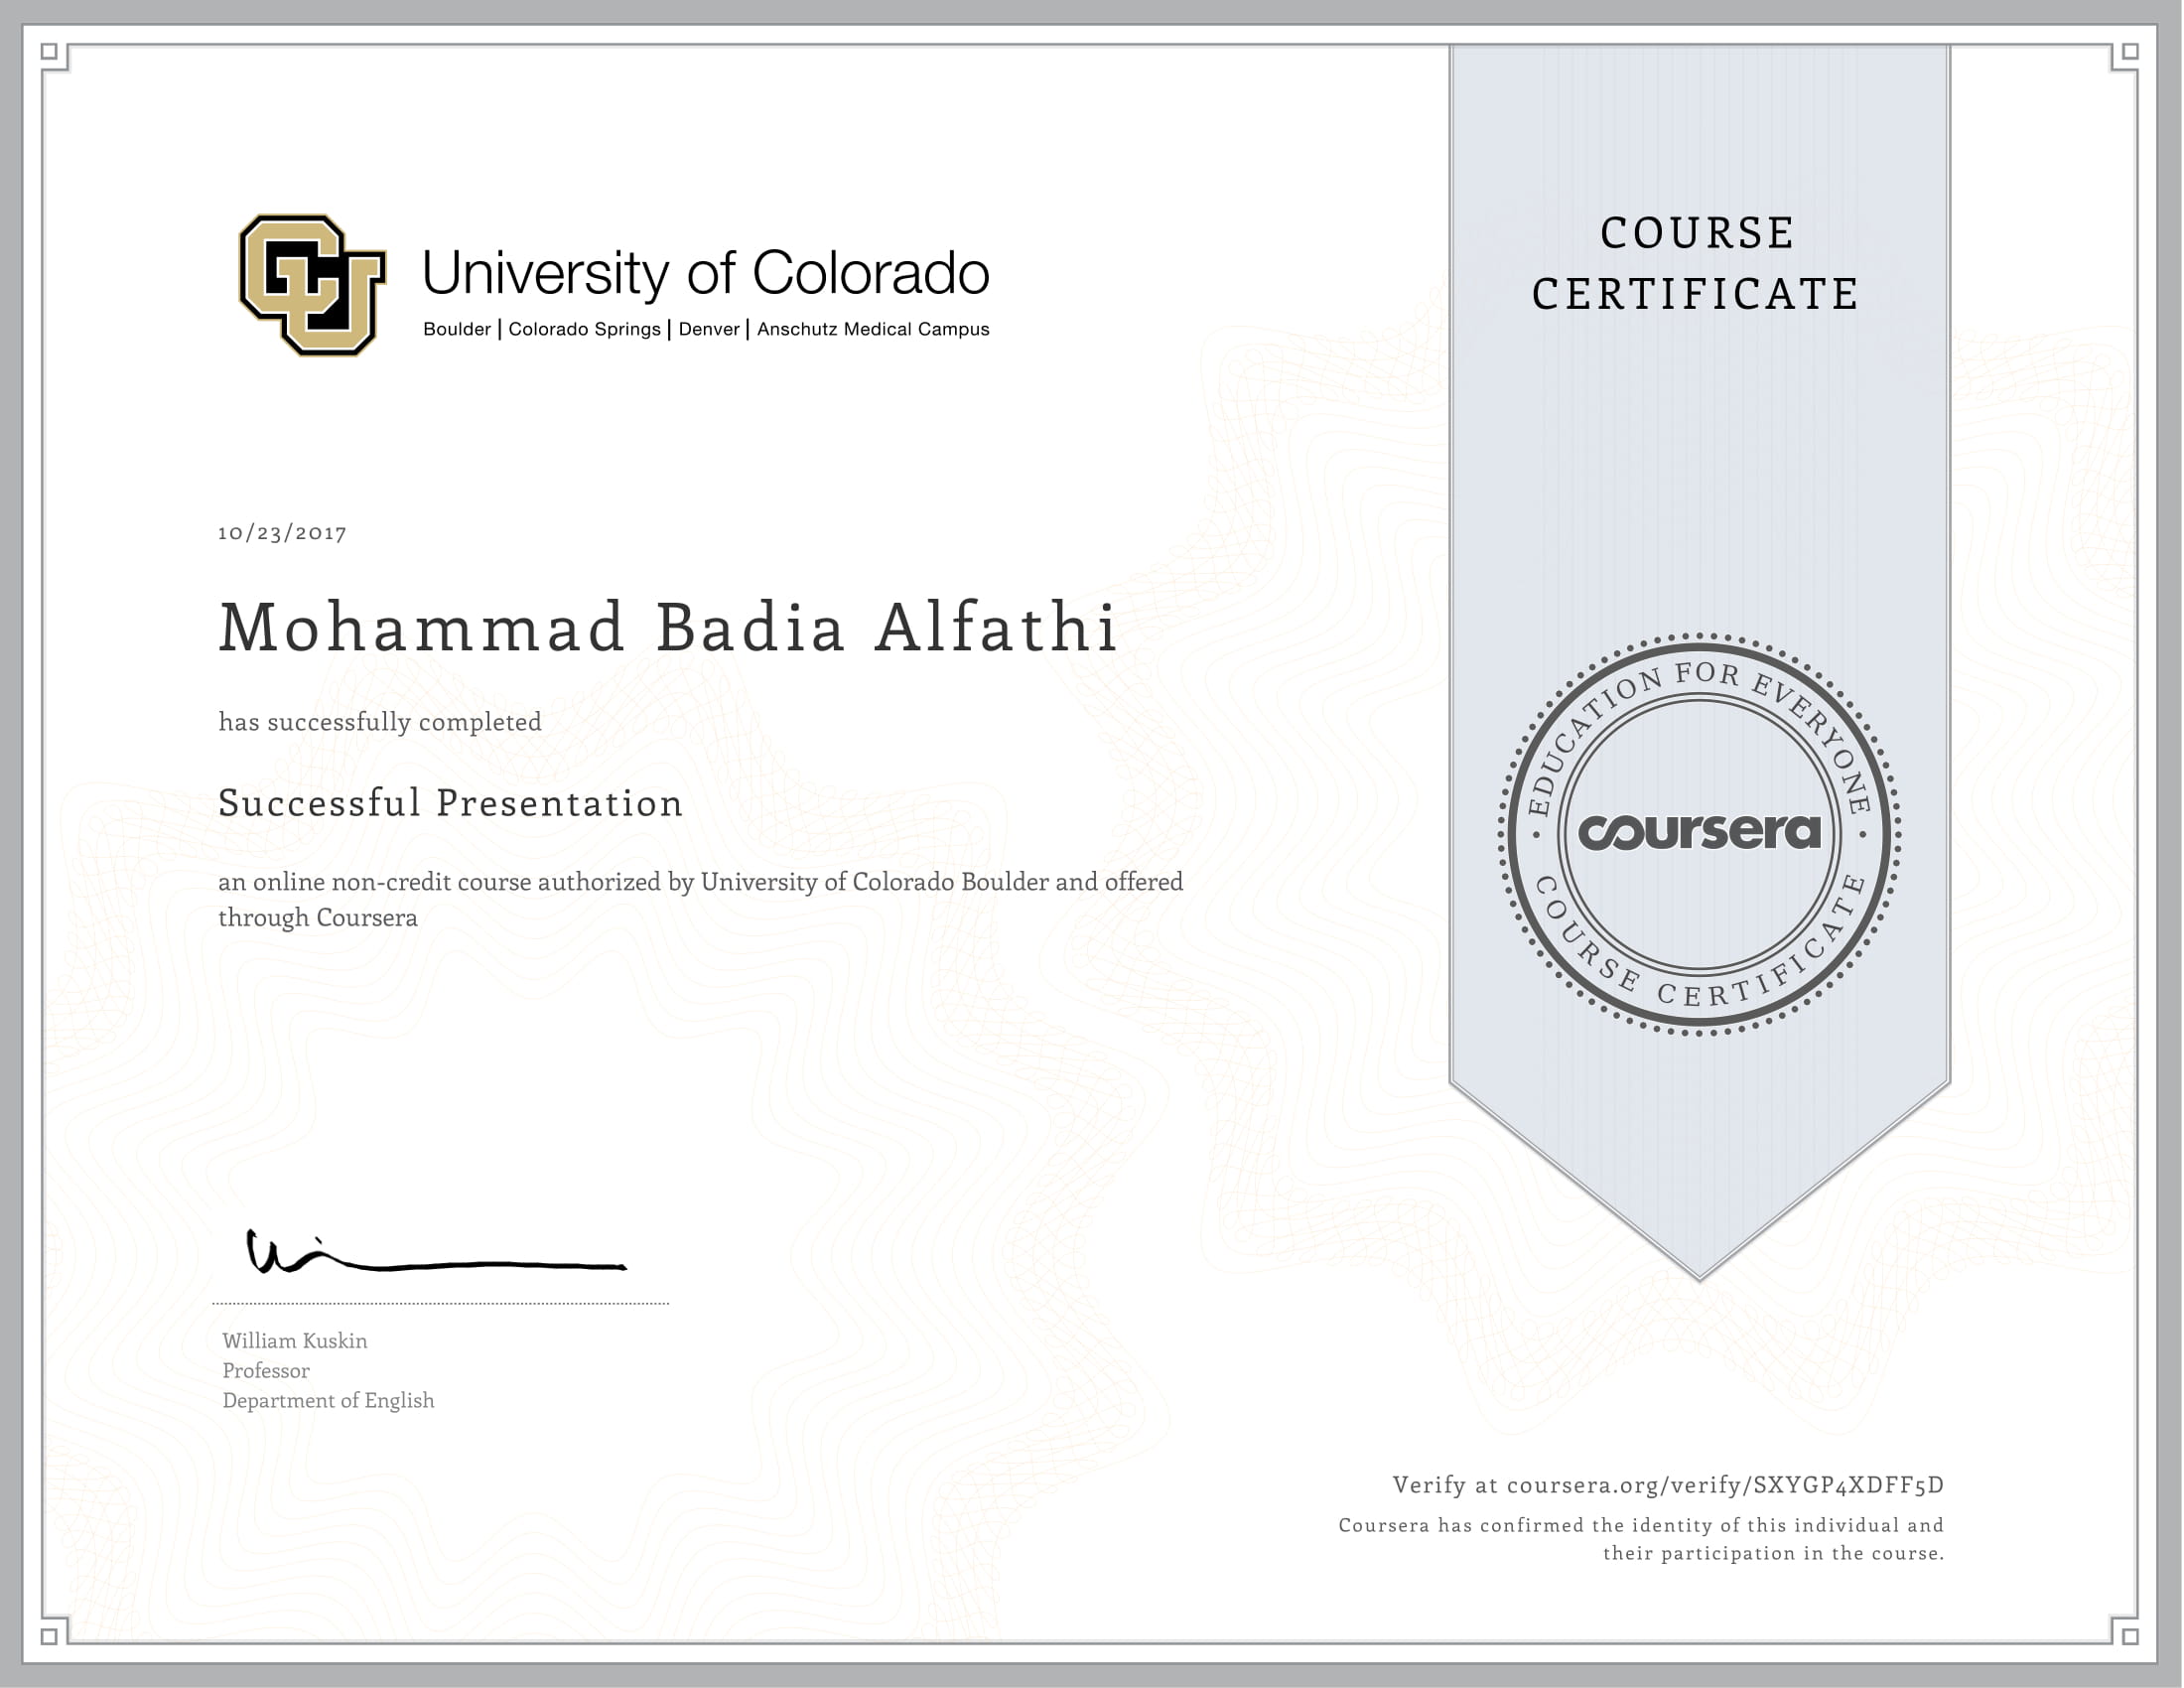 CU
University of Colorado
Boulder | Colorado Springs | Denver | Anschutz Medical Campus
COURSE
CERTIFICATE
10/23/2017
Mohammad Badia Alfathi
has successfully completed
Successful Presentation
an online non-credit course authorized by University of Colorado Boulder and offered
through Coursera
• EDUCATION FOR EVERYONE •
coursera
COURSE CERTIFICATE
William Kuskin
Professor
Department of English
Verify at coursera.org/verify/SXYGP4XDFF5D
Coursera has confirmed the identity of this individual and
their participation in the course.